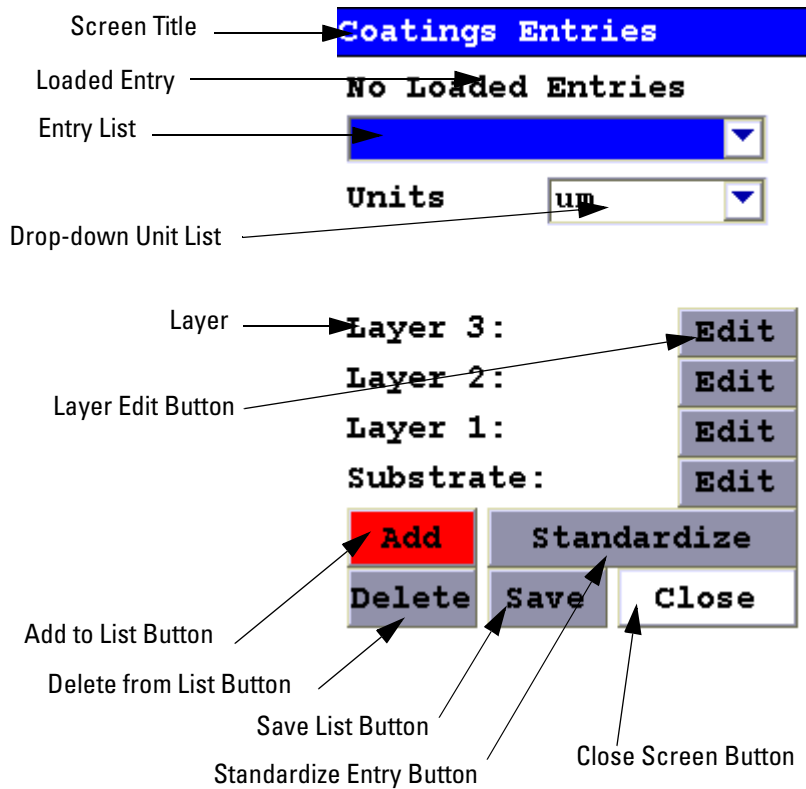 Screen Title
Coatings Entries
Loaded Entry
No Loaded Entries
Entry List
Units
um
Drop-down Unit List
Layer
Layer 3:
Edit
Layer 2:
Edit
Layer Edit Button
Layer 1:
Edit
Substrate:
Edit
Add
Standardize
Delete
Save
Close
Add to List Button
Delete from List Button
Save List Button
Close Screen Button
Standardize Entry Button